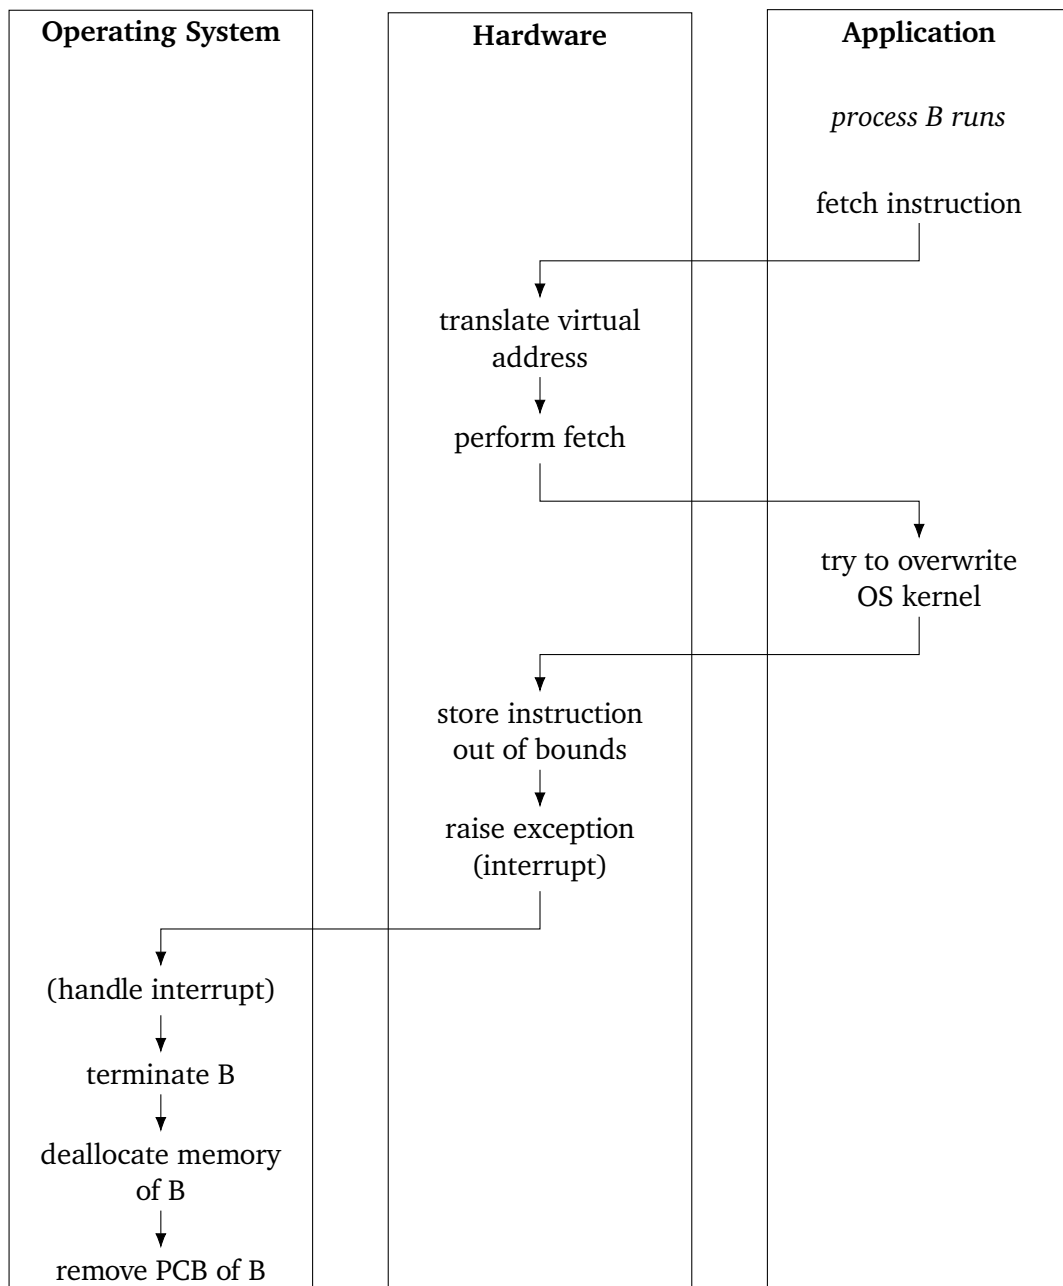 Operating System
Hardware
Application
process B runs
fetch instruction
translate virtual
address
perform fetch
try to overwrite
OS kernel
store instruction
out of bounds
raise exception
(interrupt)
(handle interrupt)
terminate B
deallocate memory
of B
remove PCB of B